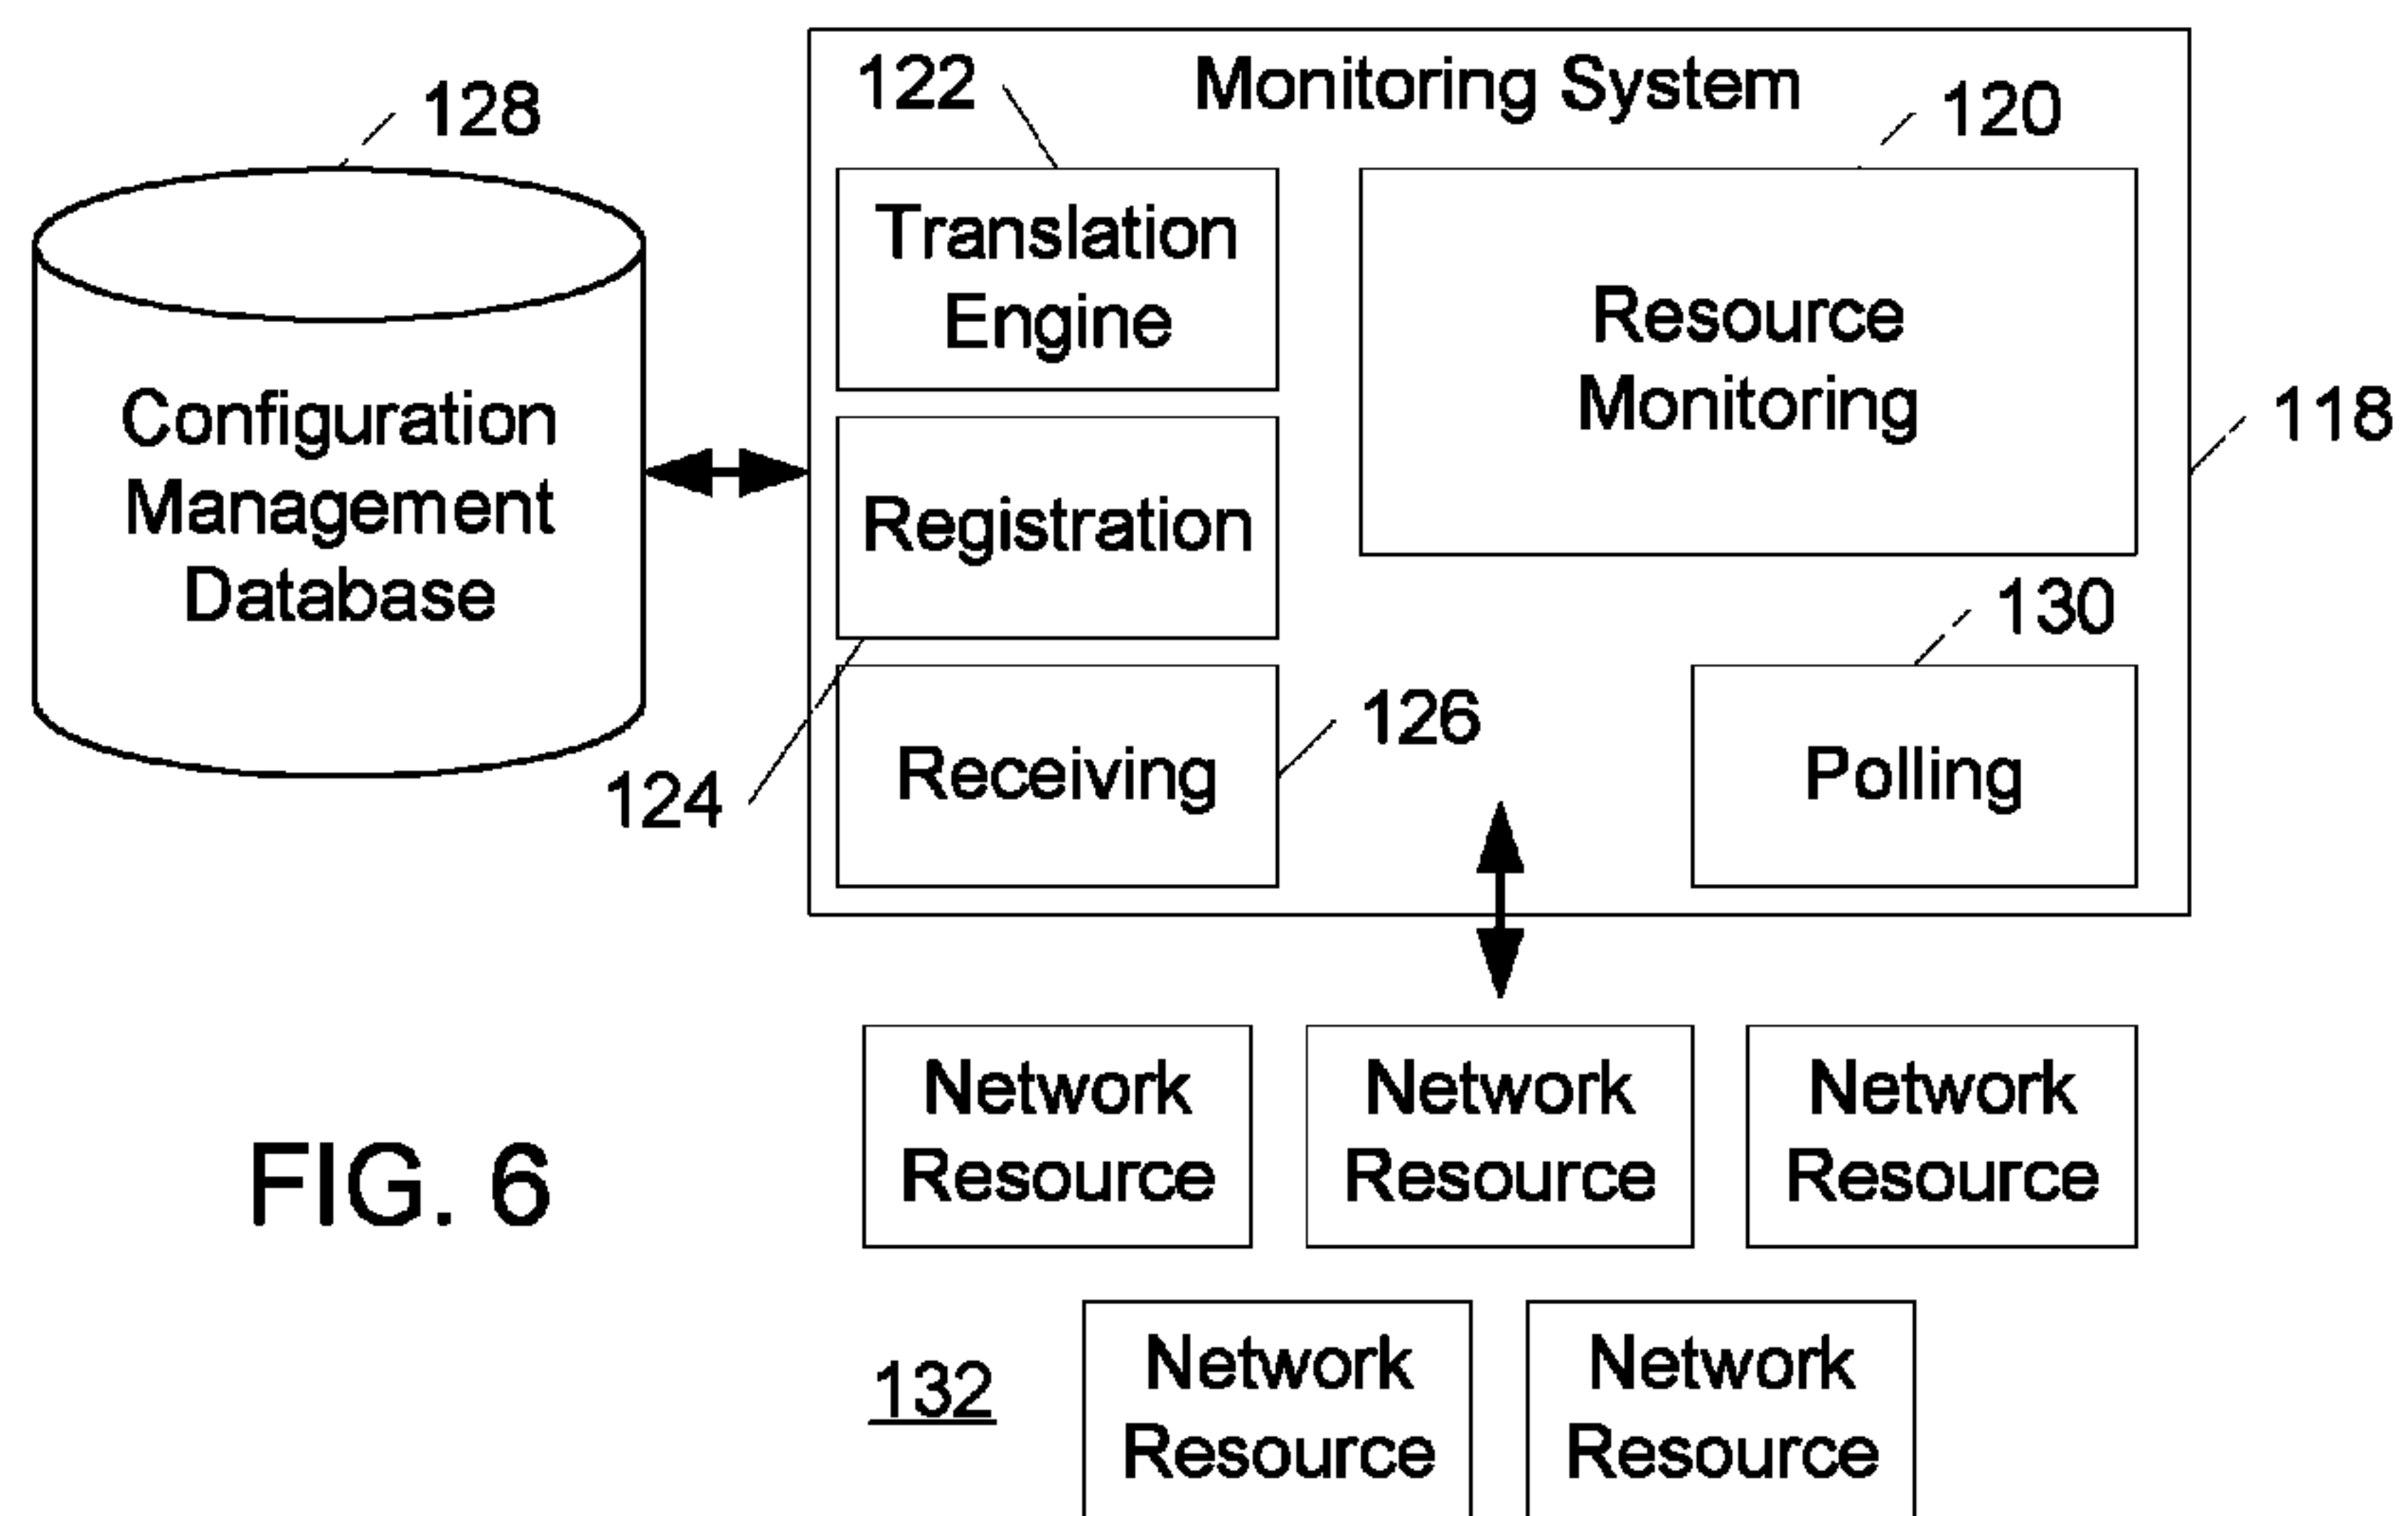 128
122
Monitoring System
120
Translation
Engine
Resource
Monitoring
118
Configuration
Management
Database
Registration
130
124
Receiving
126
Polling
Network
Resource
Network
Resource
Network
Resource
FIG. 6
132
Network
Resource
Network
Resource